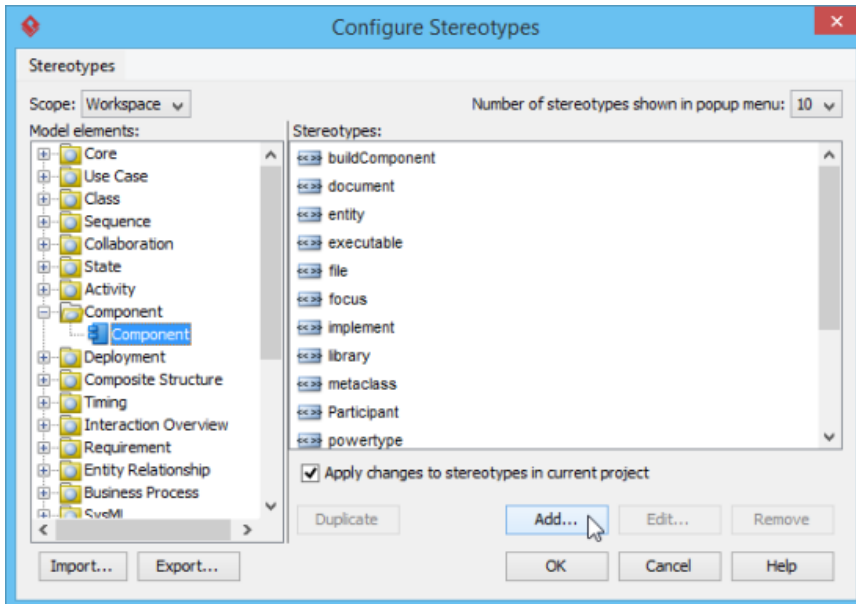 Configure Stereotypes
Stereotypes
Scope: Workspace Number of stereotypes shown in popup menu: 10
Model elements: Stereotypes:
Core
Use Case
Class
Sequence
Collaboration
State
Activity
Component
Component
Deployment
Composite Structure
Timing
Interaction Overview
Requirement
Entity Relationship
Business Process
SysML
<<>> buildComponent
<<>> document
<<>> entity
<<>> executable
<<>> file
<<>> focus
<<>> implement
<<>> library
<<>> metaclass
<<>> Participant
<<>> powertype
Apply changes to stereotypes in current project
Duplicate Add... Edit... Remove
Import... Export... OK Cancel Help